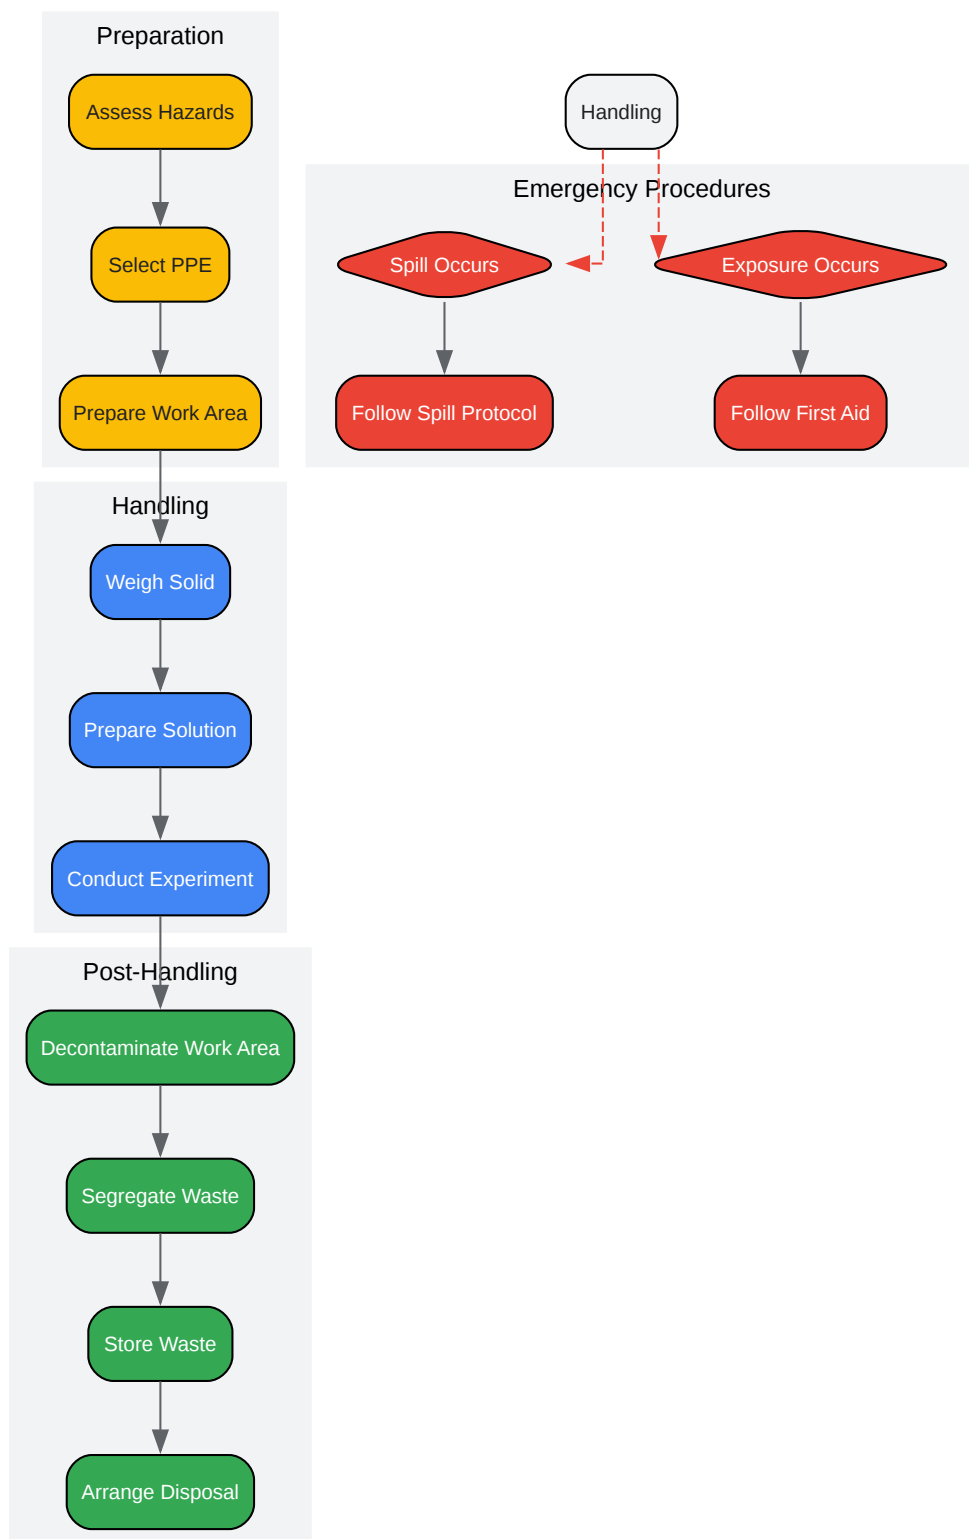 Preparation
Assess Hazards
Select PPE
Prepare Work Area
Handling
Emergency Procedures
Spill Occurs
Exposure Occurs
Follow Spill Protocol
Follow First Aid
Handling
Weigh Solid
Prepare Solution
Conduct Experiment
Post-Handling
Decontaminate Work Area
Segregate Waste
Store Waste
Arrange Disposal